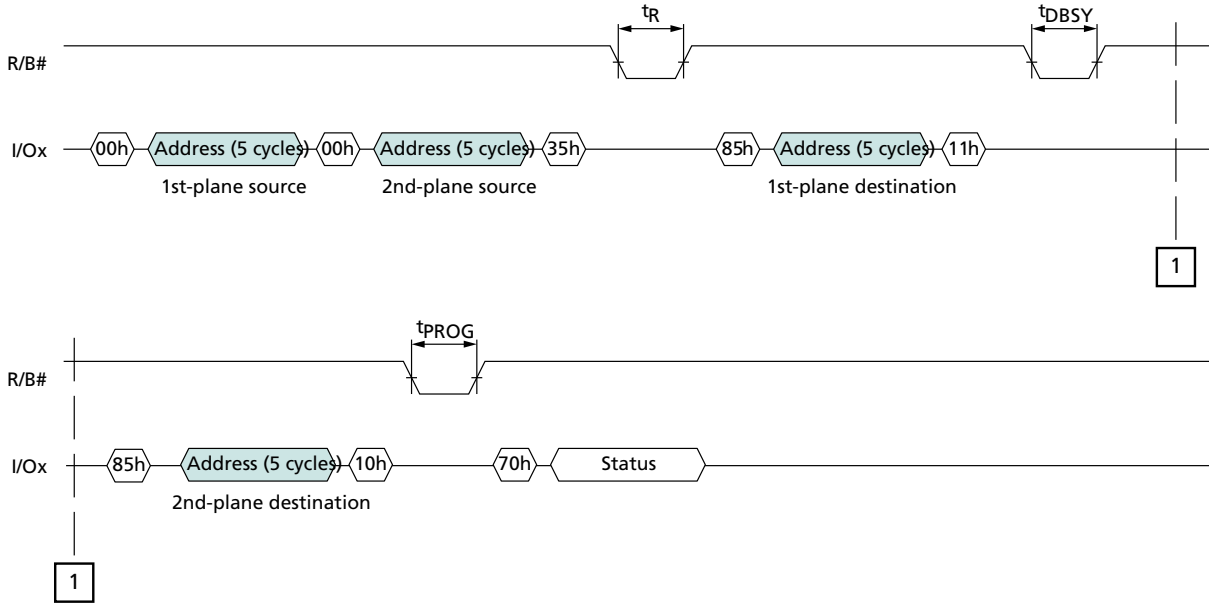 tR tDBSY
R/B#
I/Ox 00h Address (5 cycles) 00h Address (5 cycles) 35h 85h Address (5 cycles) 11h
1st-plane source 2nd-plane source 1st-plane destination
1
tPROG
R/B#
I/Ox 85h Address (5 cycles) 10h 70h Status
2nd-plane destination
1